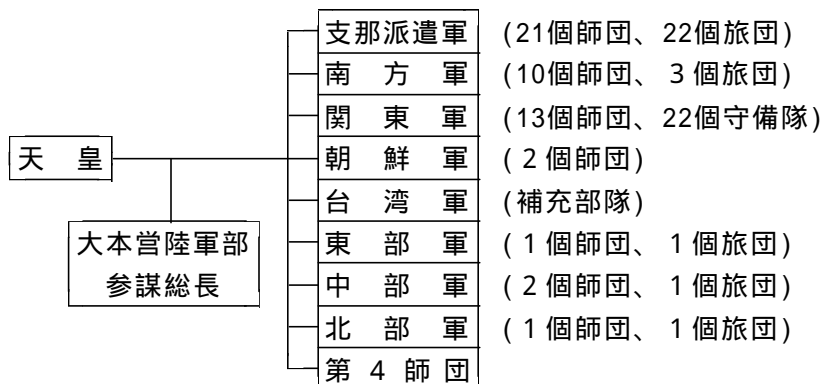 支那派遣軍 (21個師団、22個旅団)
南方軍 (10個師団、3個旅団)
関東軍 (13個師団、22個守備隊)
天皇
朝鮮軍 (2個師団)
台湾軍 (補充部隊)
大本営陸軍部
参謀総長
東部軍 (1個師団、1個旅団)
中部軍 (2個師団、1個旅団)
北部軍 (1個師団、1個旅団)
第4師団